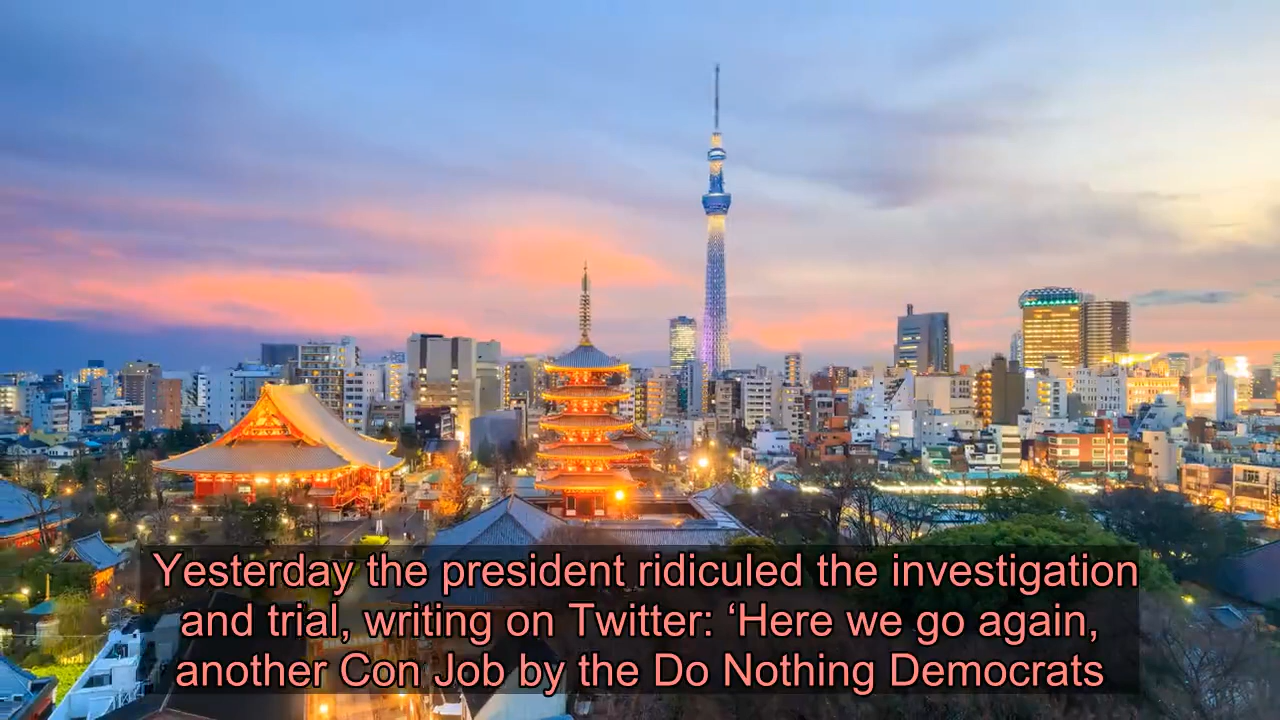 Yesterday the president ridiculed the investigation
and trial, writing on Twitter: ‘Here we go again,
another Con Job by the Do Nothing Democrats